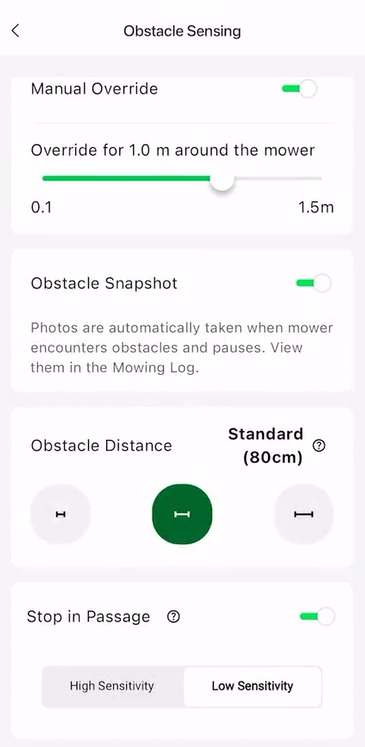 Obstacle Sensing
Manual Override
Override for 1.0 m around the mower
0.1 1.5m
Obstacle Snapshot
Photos are automatically taken when mower
encounters obstacles and pauses. View
them in the Mowing Log.
Obstacle Distance
Standard
(80cm)
Stop in Passage
High Sensitivity Low Sensitivity